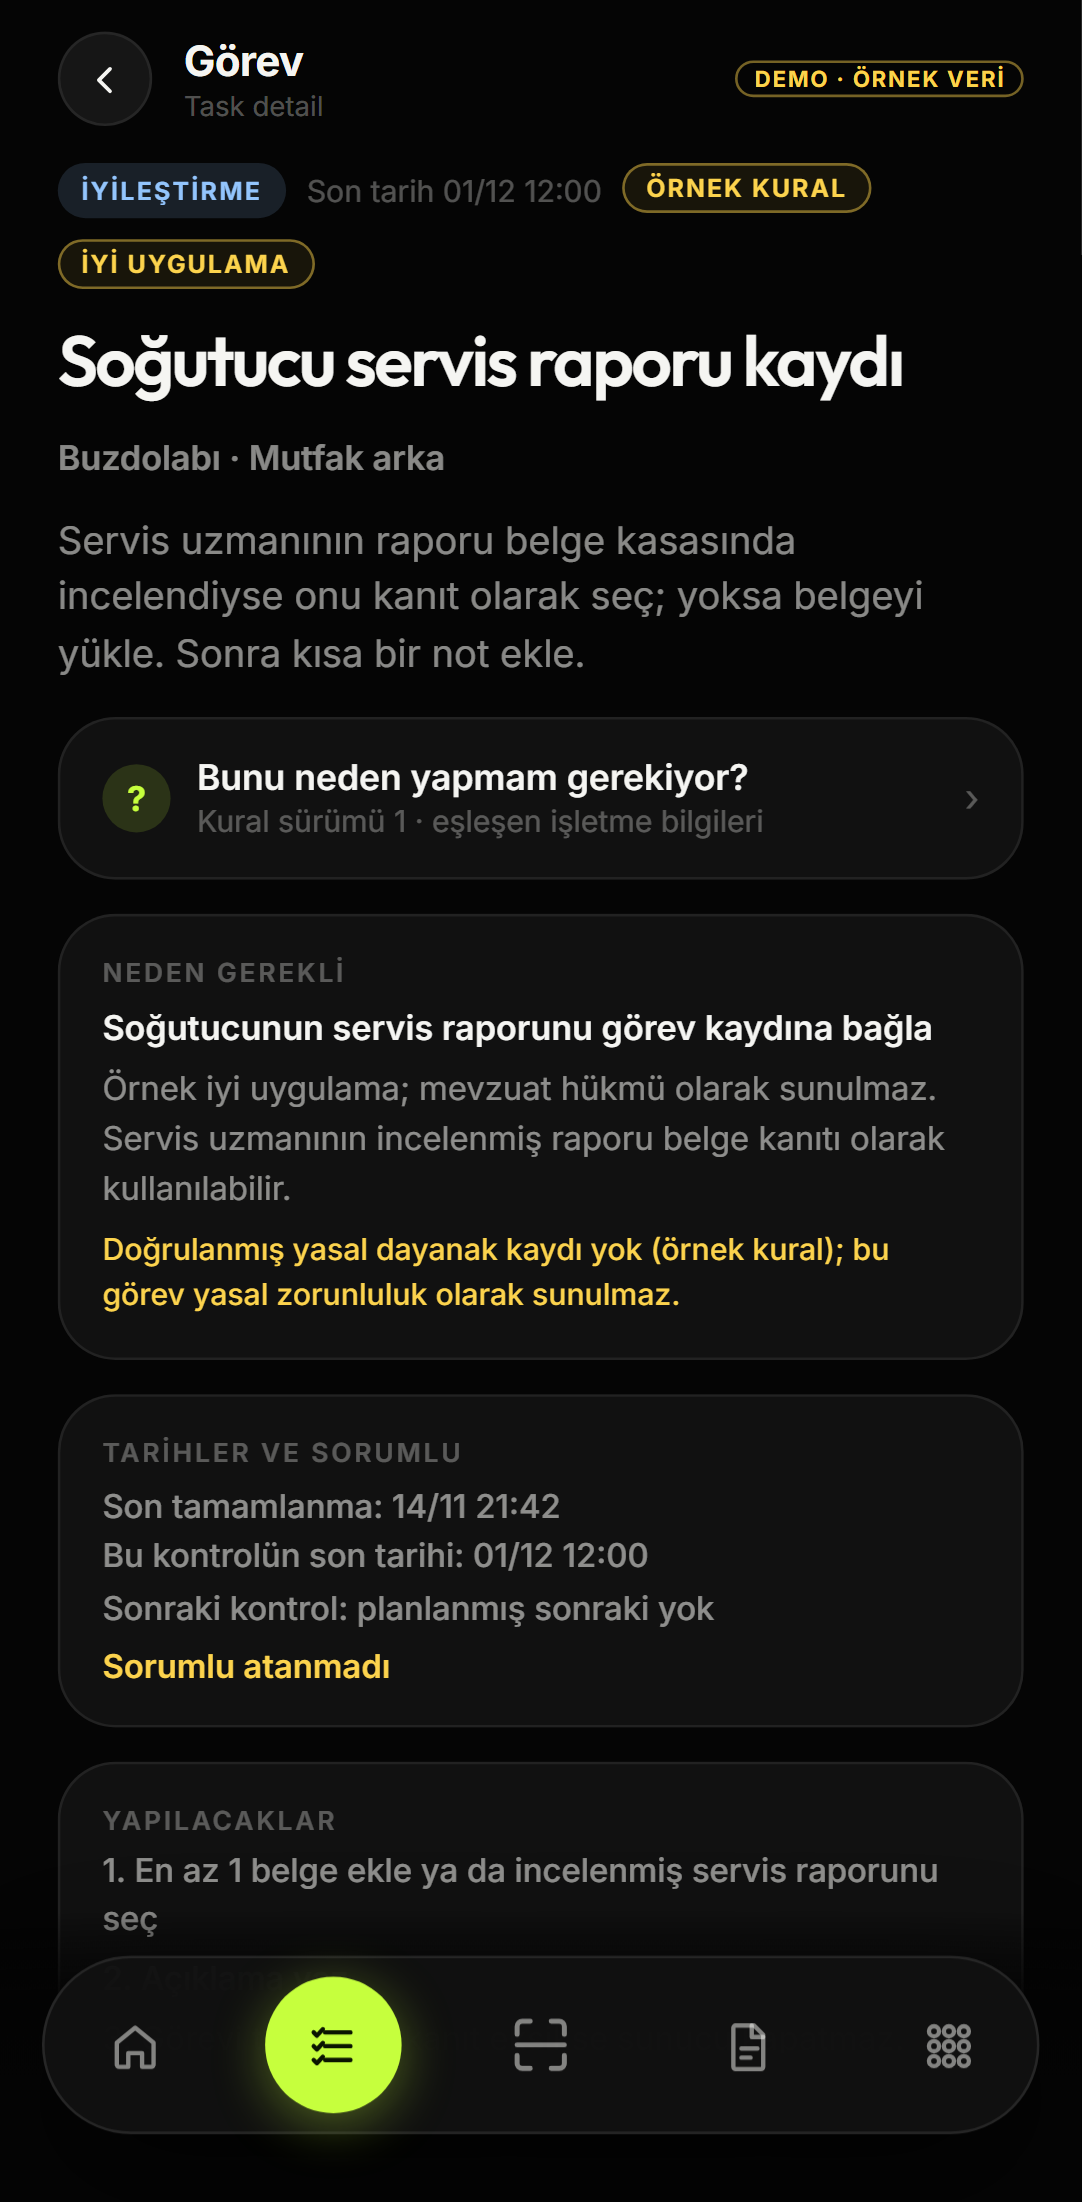 Görev
Task detail
DEMO · ÖRNEK VERİ
İYİLEŞTİRME
Son tarih 01/12 12:00
ÖRNEK KURAL
İYİ UYGULAMA
Soğutucu servis raporu kaydı
Buzdolabı · Mutfak arka
Servis uzmanının raporu belge kasasında
incelendiyse onu kanıt olarak seç; yoksa belgeyi
yükle. Sonra kısa bir not ekle.
?
Bunu neden yapmam gerekiyor?
Kural sürümü 1 · eşleşen işletme bilgileri
›
NEDEN GEREKLİ
Soğutucunun servis raporunu görev kaydına bağla
Örnek iyi uygulama; mevzuat hükmü olarak sunulmaz.
Servis uzmanının incelenmiş raporu belge kanıtı olarak
kullanılabilir.
Doğrulanmış yasal dayanak kaydı yok (örnek kural); bu
görev yasal zorunluluk olarak sunulmaz.
TARİHLER VE SORUMLU
Son tamamlanma: 14/11 21:42
Bu kontrolün son tarihi: 01/12 12:00
Sonraki kontrol: planlanmış sonraki yok
Sorumlu atanmadı
YAPILACAKLAR
1. En az 1 belge ekle ya da incelenmiş servis raporunu
seç
2. Açıklama